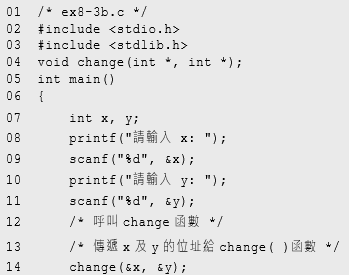 01 /* ex8-3b.c */
02 #include <stdio.h>
03 #include <stdlib.h>
04 void change(int *, int *);
05 int main()
06 {
07     int x, y;
08     printf("請輸入 x: ");
09     scanf("%d", &x);
10     printf("請輸入 y: ");
11     scanf("%d", &y);
12     /* 呼叫 change 函數 */
13     /* 傳遞 x 及 y 的位址給 change( )函數 */
14     change(&x, &y);